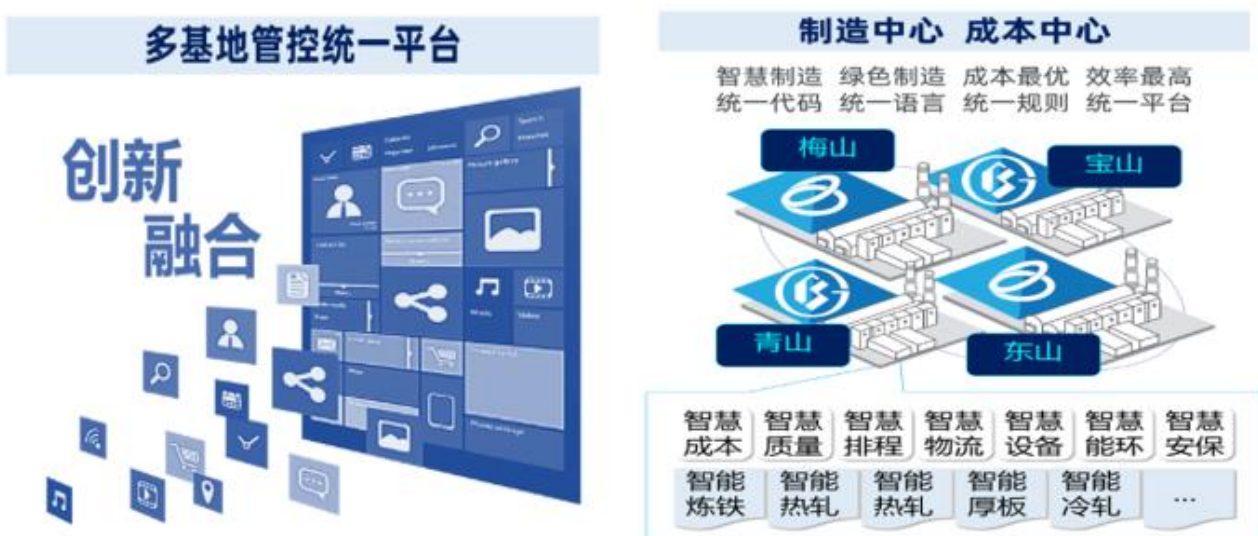 多基地管控统一平台
创新
融合
制造中心 成本中心
智慧制造 绿色制造 成本最优 效率最高
统一代码 统一语言 统一规则 统一平台
梅山
宝山
青山
东山
智慧 智慧 智慧 智慧 智慧 智慧 智慧
成本 质量 排程 物流 设备 能环 安保
智能 智能 智能 智能 智能
炼铁 热轧 热轧 厚板 冷轧 ...